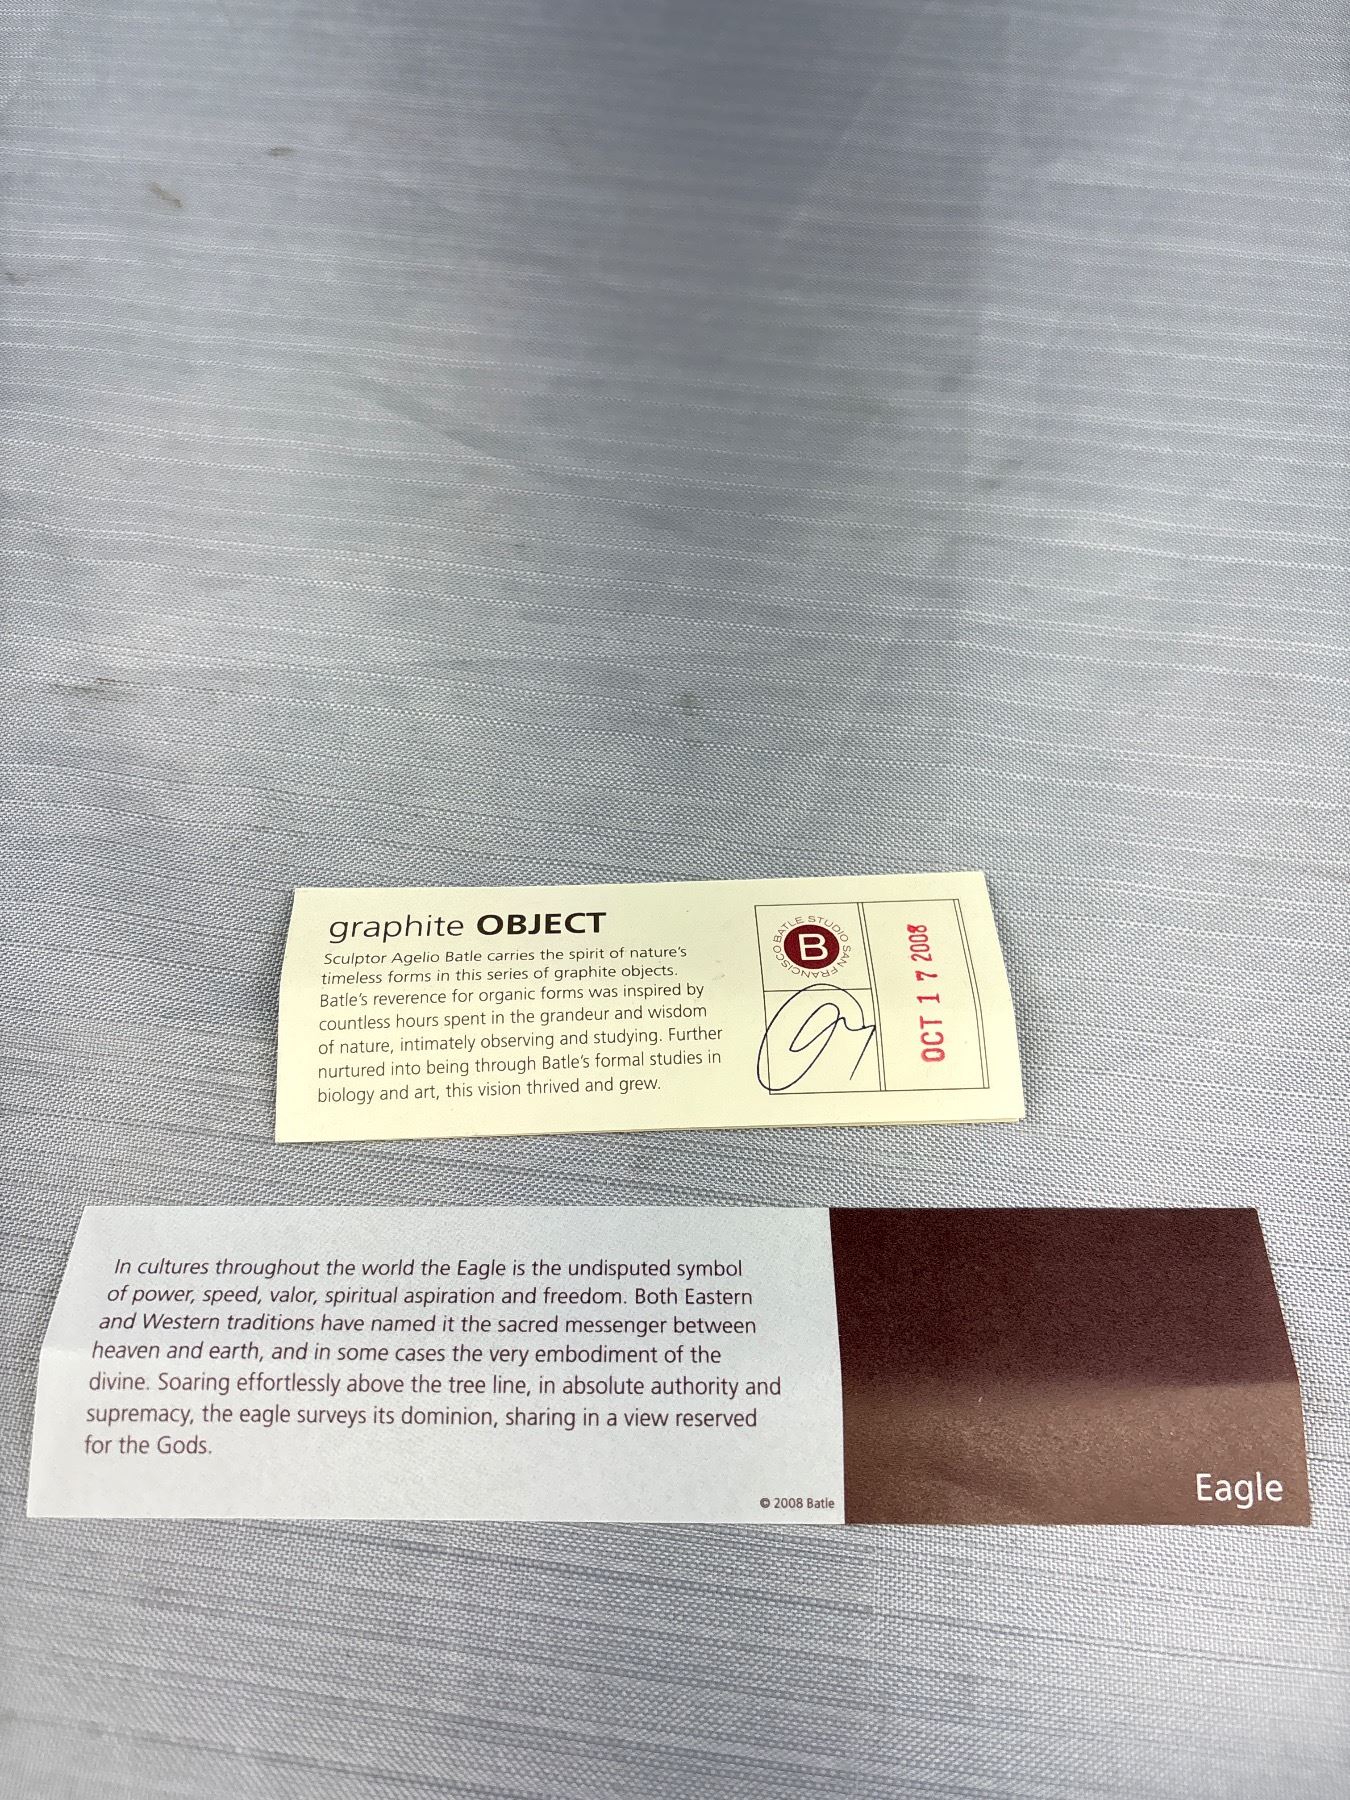 graphite OBJECT
Sculptor Agelio Batle carries the spirit of nature's
timeless forms in this series of graphite objects.
Batle's reverence for organic forms was inspired by
countless hours spent in the grandeur and wisdom
of nature, intimately observing and studying. Further
nurtured into being through Batle's formal studies in
biology and art, this vision thrived and grew.
BATLE STUDIO SAN FRANCISCO
B
OCT 17 2008
In cultures throughout the world the Eagle is the undisputed symbol
of power, speed, valor, spiritual aspiration and freedom. Both Eastern
and Western traditions have named it the sacred messenger between
heaven and earth, and in some cases the very embodiment of the
divine. Soaring effortlessly above the tree line, in absolute authority and
supremacy, the eagle surveys its dominion, sharing in a view reserved
for the Gods.
© 2008 Batle
Eagle